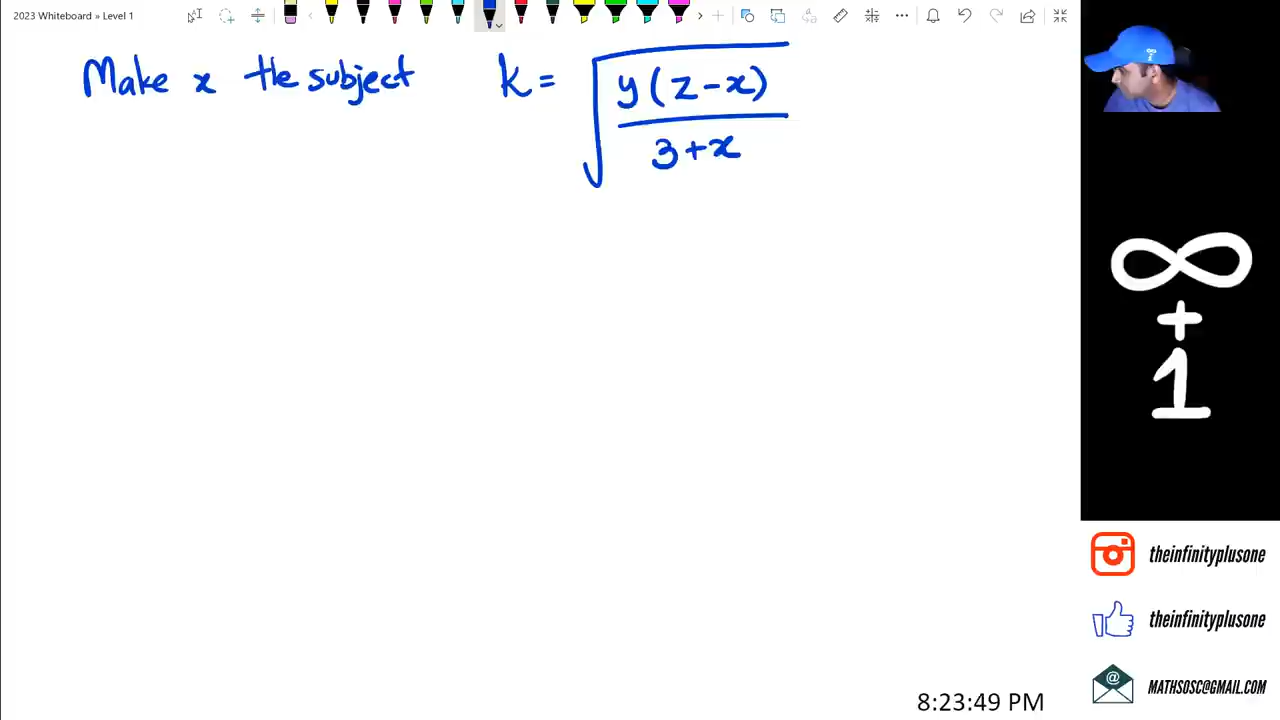 2023 Whiteboard » Level 1
Make x the subject k = √(y(z-x)/(3+x))
∞
+
1
theinfinityplusone
theinfinityplusone
MATHSOSC@GMAIL.COM
8:23:49 PM